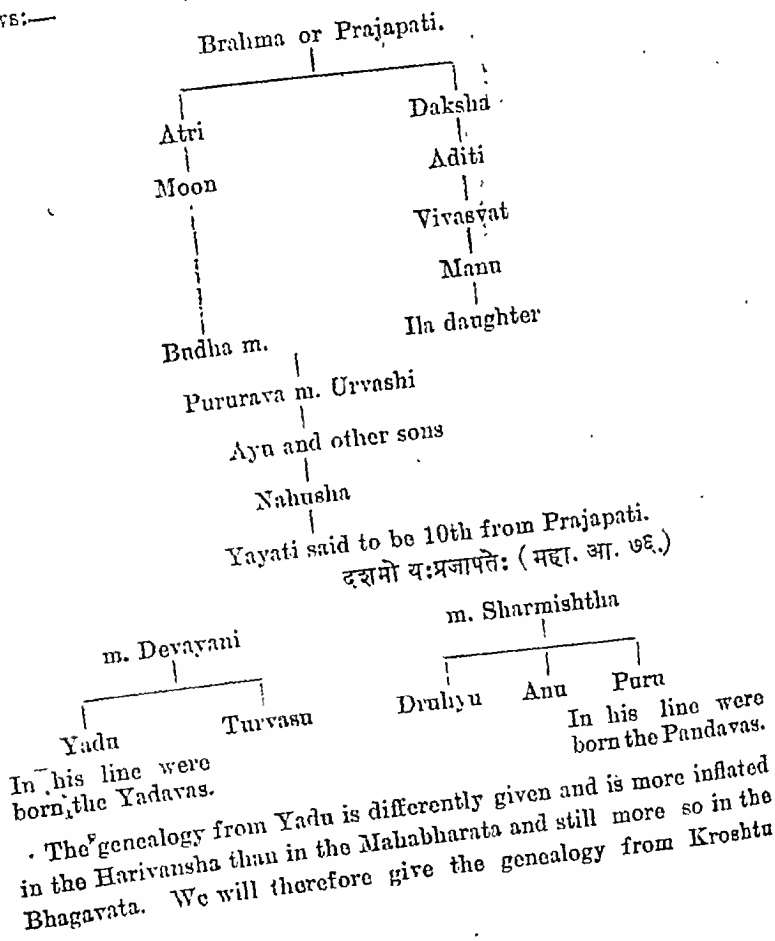 vs:—
Brahma or Prajapati.
Atri Daksha
Moon Aditi
Vivasvat
Manu
Budha m. Ila daughter
Pururava m. Urvashi
Ayu and other sons
Nahusha
Yayati said to be 10th from Prajapati.
दशमो यःप्रजापतेः ( महा. आ. ७६.)
m. Devayani m. Sharmishtha
Yadu Turvasu Druhyu Anu Puru
In his line were
born the Yadavas.
In his line were
born the Pandavas.
The genealogy from Yadu is differently given and is more inflated
in the Harivansha than in the Mahabharata and still more so in the
Bhagavata. We will therefore give the genealogy from Kroshtu